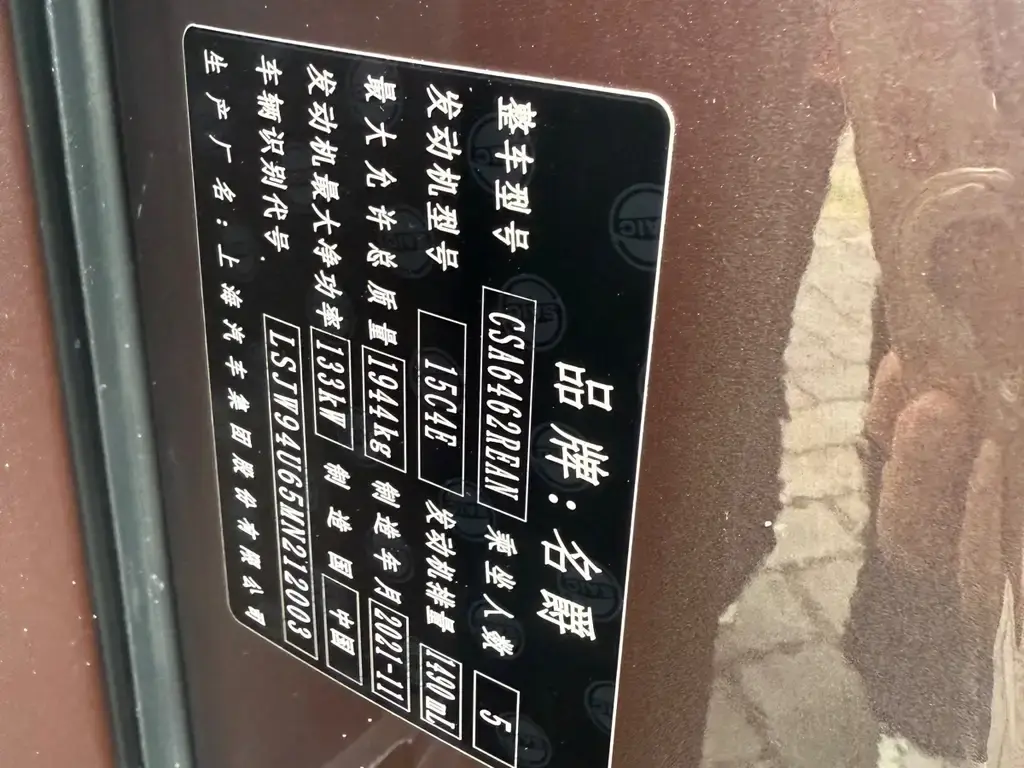 品牌：名爵
整车型号 CSA6462REAN 乘坐人数 5
发动机型号 15C4E 发动机排量 1490mL
最大允许总质量 1944kg 制造年月 2021-11
发动机最大净功率 133kW 制造国 中国
车辆识别代号 LSJW94U65MN212003
生产厂名：上海汽车集团股份有限公司